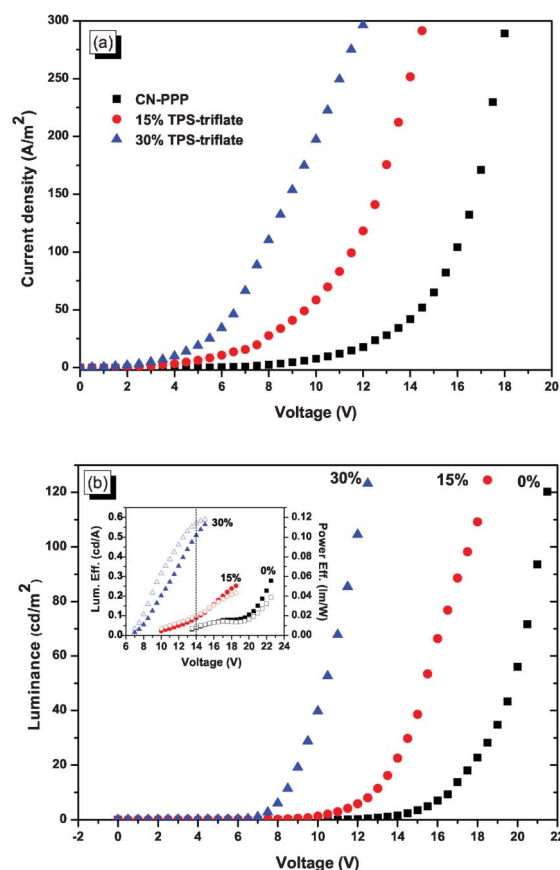 (a)
300
250
200
150
100
50
0
Current density (A/m²)
CN-PPP
15% TPS-triflate
30% TPS-triflate
0 2 4 6 8 10 12 14 16 18 20
Voltage (V)
(b)
120
100
80
60
40
20
0
Luminance (cd/m²)
30%
15%
0%
0.6
0.5
0.4
0.3
0.2
0.1
0.0
Lum. Eff. (cd/A)
30%
15%
0%
0.12
0.10
0.08
0.06
0.04
0.02
0.00
Power Eff. (lm/W)
6 8 10 12 14 16 18 20 22 24
Voltage (V)
-2 0 2 4 6 8 10 12 14 16 18 20 22
Voltage (V)